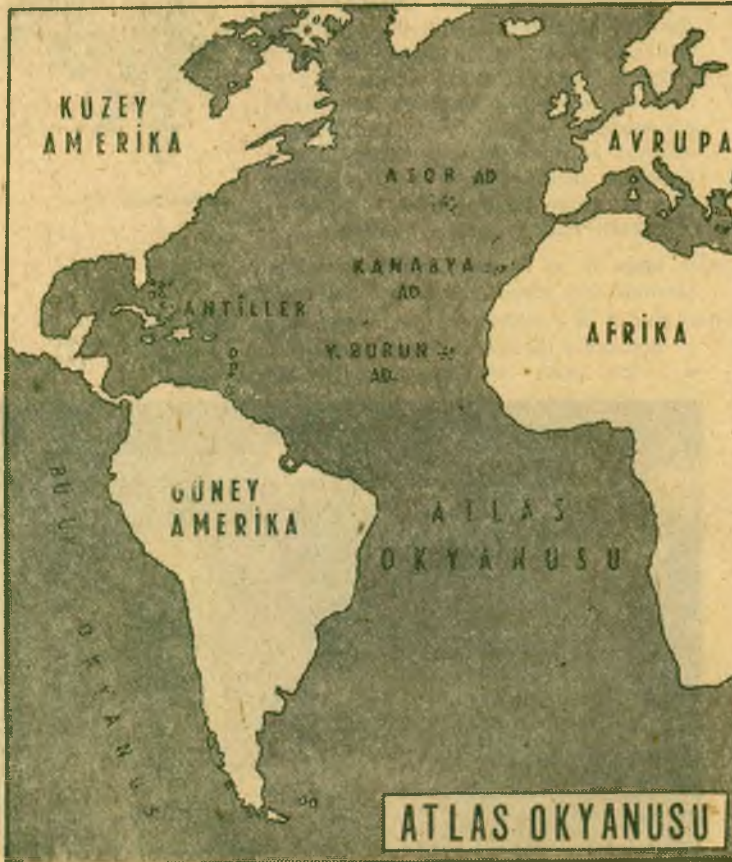 KUZEY
AMERİKA
AVRUPA
ASOR AD
KANARYA
AD.
ANTİLLER
Y. BURUN
AD.
AFRİKA
GÜNEY
AMERİKA
ATLAS
OKYANUSU
OKYANUS
ATLAS OKYANUSU